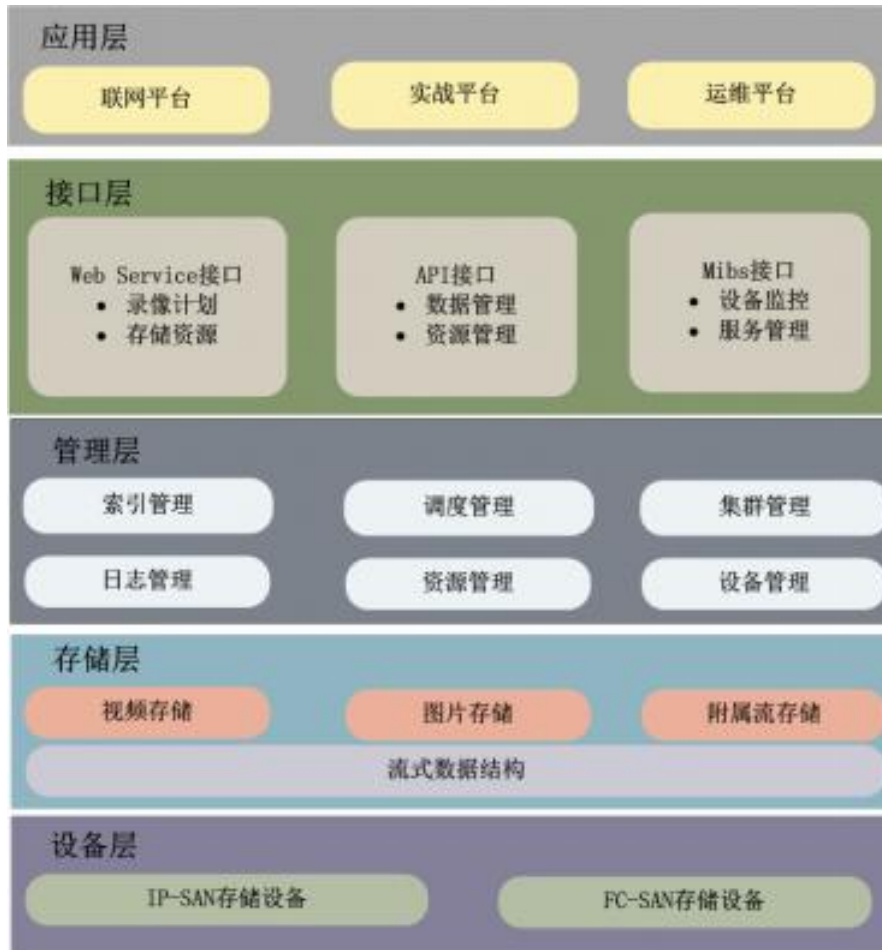 应用层
联网平台 实战平台 运维平台
接口层
Web Service接口
• 录像计划
• 存储资源
API接口
• 数据管理
• 资源管理
Mibs接口
• 设备监控
• 服务管理
管理层
索引管理 调度管理 集群管理
日志管理 资源管理 设备管理
存储层
视频存储 图片存储 附属流存储
流式数据结构
设备层
IP-SAN存储设备 FC-SAN存储设备